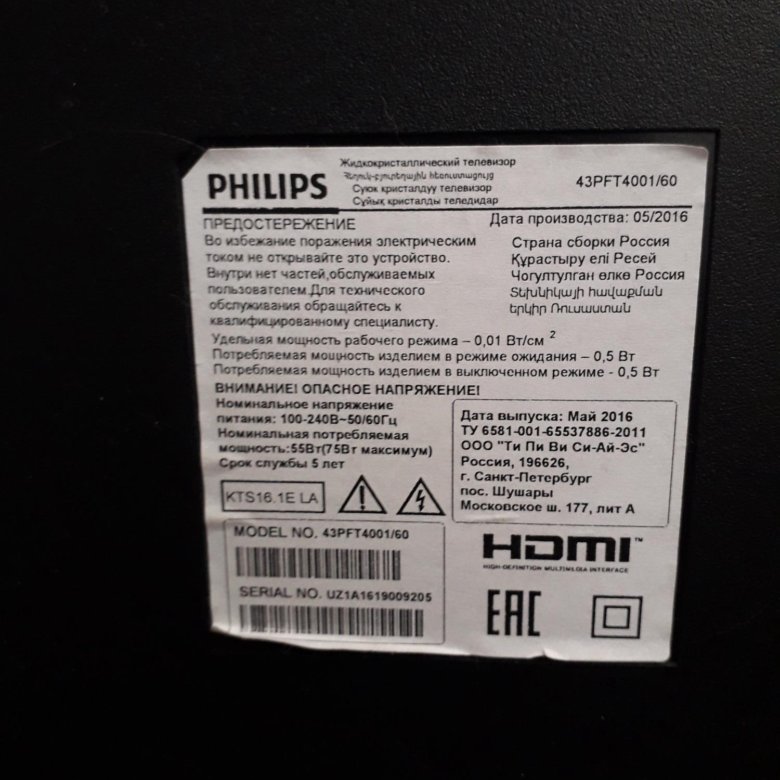 PHILIPS
Жидкокристаллический телевизор
Հեղուկ-բյուրեղային հեռուստացույց
Суюк кристалдуу телевизор
Сұйық кристалды теледидар
43PFT4001/60
ПРЕДОСТЕРЕЖЕНИЕ
Во избежание поражения электрическим
током не открывайте это устройство.
Внутри нет частей,обслуживаемых
пользователем.Для технического
обслуживания обращайтесь к
квалифицированному специалисту.
Дата производства: 05/2016
Страна сборки Россия
Құрастыру елі Ресей
Чогултулган өлкө Россия
Տեխնիկայի հավաքման
երկիր Ռուսաստան
Удельная мощность рабочего режима – 0,01 Вт/см 2
Потребляемая мощность изделием в режиме ожидания – 0,5 Вт
Потребляемая мощность изделием в выключенном режиме - 0,5 Вт
ВНИМАНИЕ! ОПАСНОЕ НАПРЯЖЕНИЕ!
Номинальное напряжение
питания: 100-240В~50/60Гц
Номинальная потребляемая
мощность:55Вт(75Вт максимум)
Срок службы 5 лет
Дата выпуска: Май 2016
ТУ 6581-001-65537886-2011
ООО "Ти Пи Ви Си-Ай-Эс"
Россия, 196626,
г. Санкт-Петербург
пос. Шушары
Московское ш. 177, лит А
KTS16.1E LA
MODEL NO. 43PFT4001/60
SERIAL NO. UZ1A1619009205
HDMI™
HIGH-DEFINITION MULTIMEDIA INTERFACE
EAC